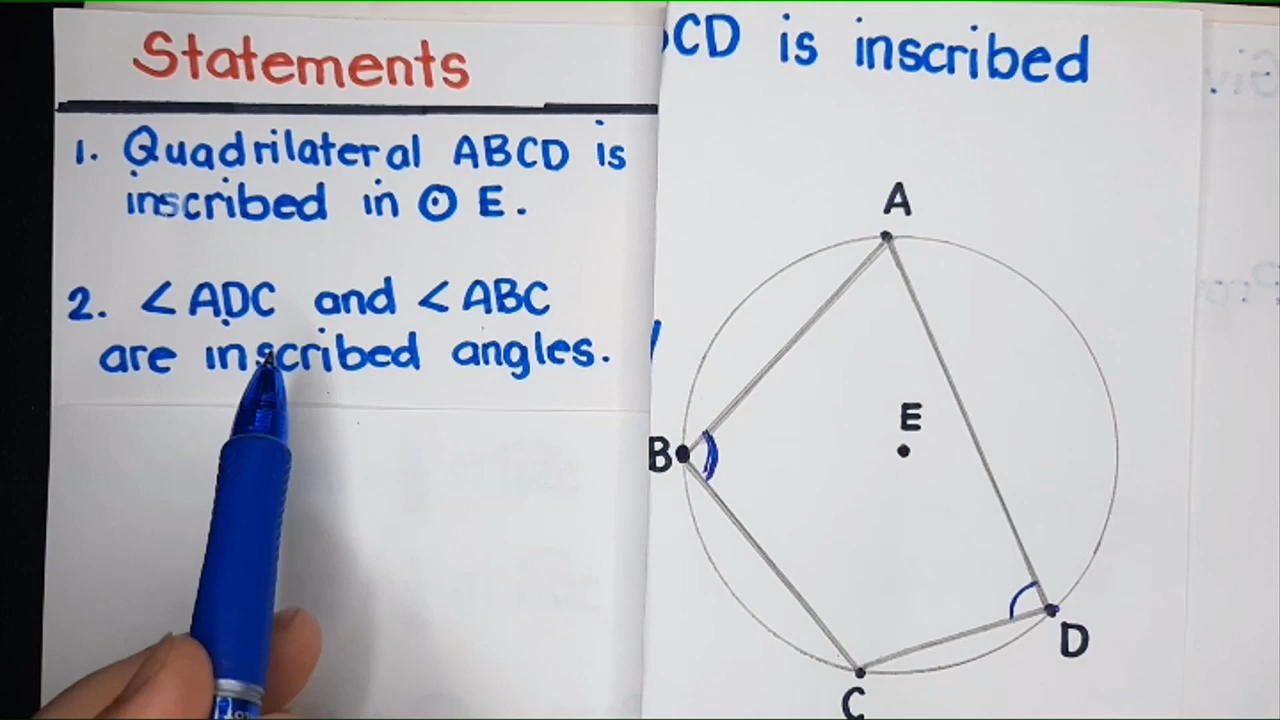 Statements
1. Quadrilateral ABCD is
inscribed in ⊙ E.
2. <ADC and <ABC
are inscribed angles.
CD is inscribed
A
E
B
D
C